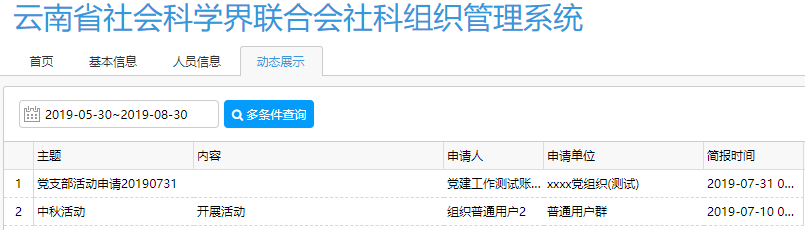 云南省社会科学界联合会社科组织管理系统
首页 基本信息 人员信息 动态展示
2019-05-30~2019-08-30 多条件查询
主题 内容 申请人 申请单位 简报时间
1 党支部活动申请20190731 党建工作测试账... xxxx党组织(测试) 2019-07-31 0...
2 中秋活动 开展活动 组织普通用户2 普通用户群 2019-07-10 0...